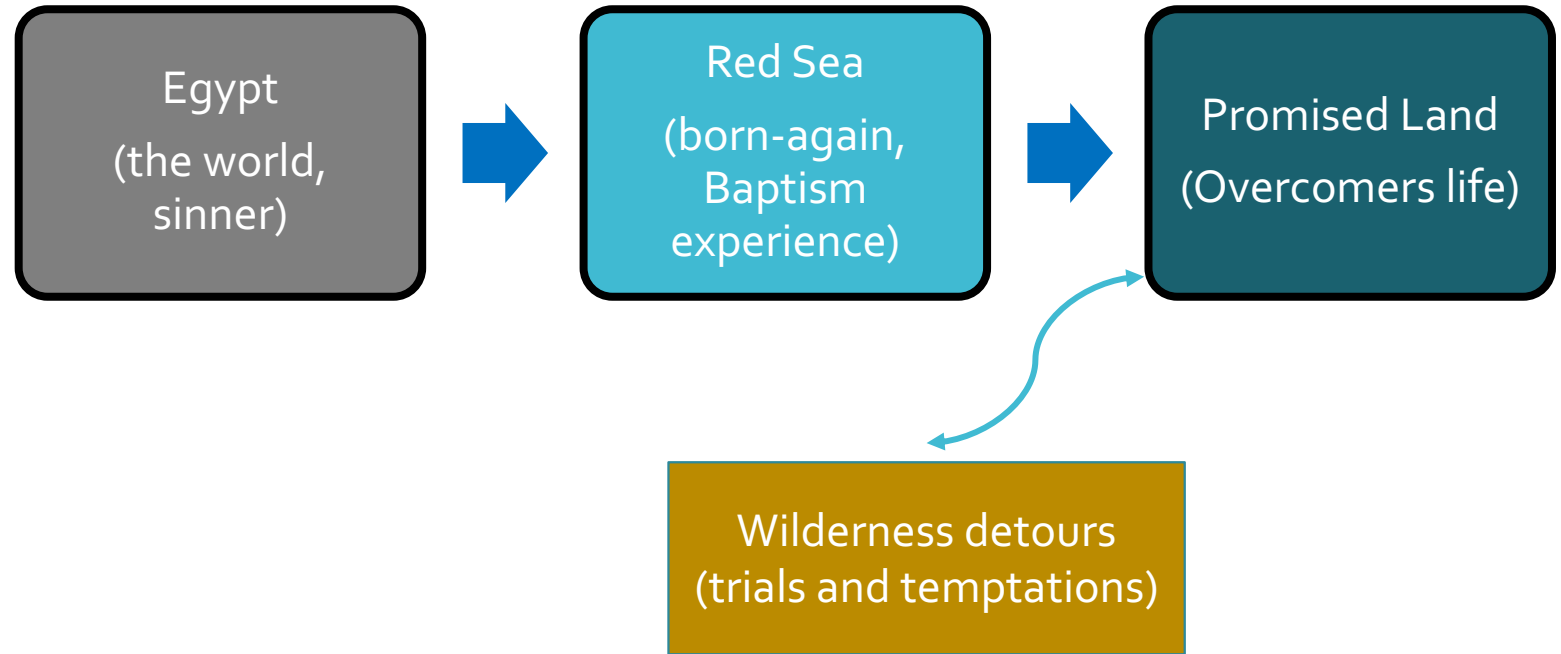 Egypt
(the world,
sinner)
Red Sea
(born-again,
Baptism
experience)
Promised Land
(Overcomers life)
Wilderness detours
(trials and temptations)